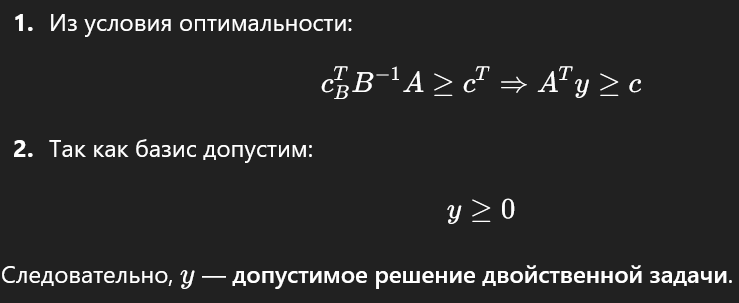 1. Из условия оптимальности:
c_B^T B^{-1} A ≥ c^T ⇒ A^T y ≥ c
2. Так как базис допустим:
y ≥ 0
Следовательно, y — допустимое решение двойственной задачи.